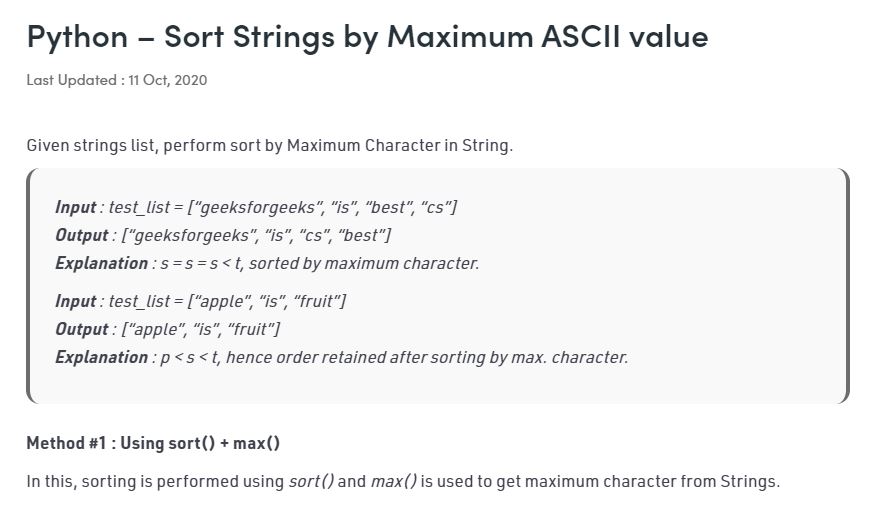 Python – Sort Strings by Maximum ASCII value
Last Updated : 11 Oct, 2020
Given strings list, perform sort by Maximum Character in String.
Input : test_list = [“geeksforgeeks”, “is”, “best”, “cs”]
Output : [“geeksforgeeks”, “is”, “cs”, “best”]
Explanation : s = s = s < t, sorted by maximum character.
Input : test_list = [“apple”, “is”, “fruit”]
Output : [“apple”, “is”, “fruit”]
Explanation : p < s < t, hence order retained after sorting by max. character.
Method #1 : Using sort() + max()
In this, sorting is performed using sort() and max() is used to get maximum character from Strings.